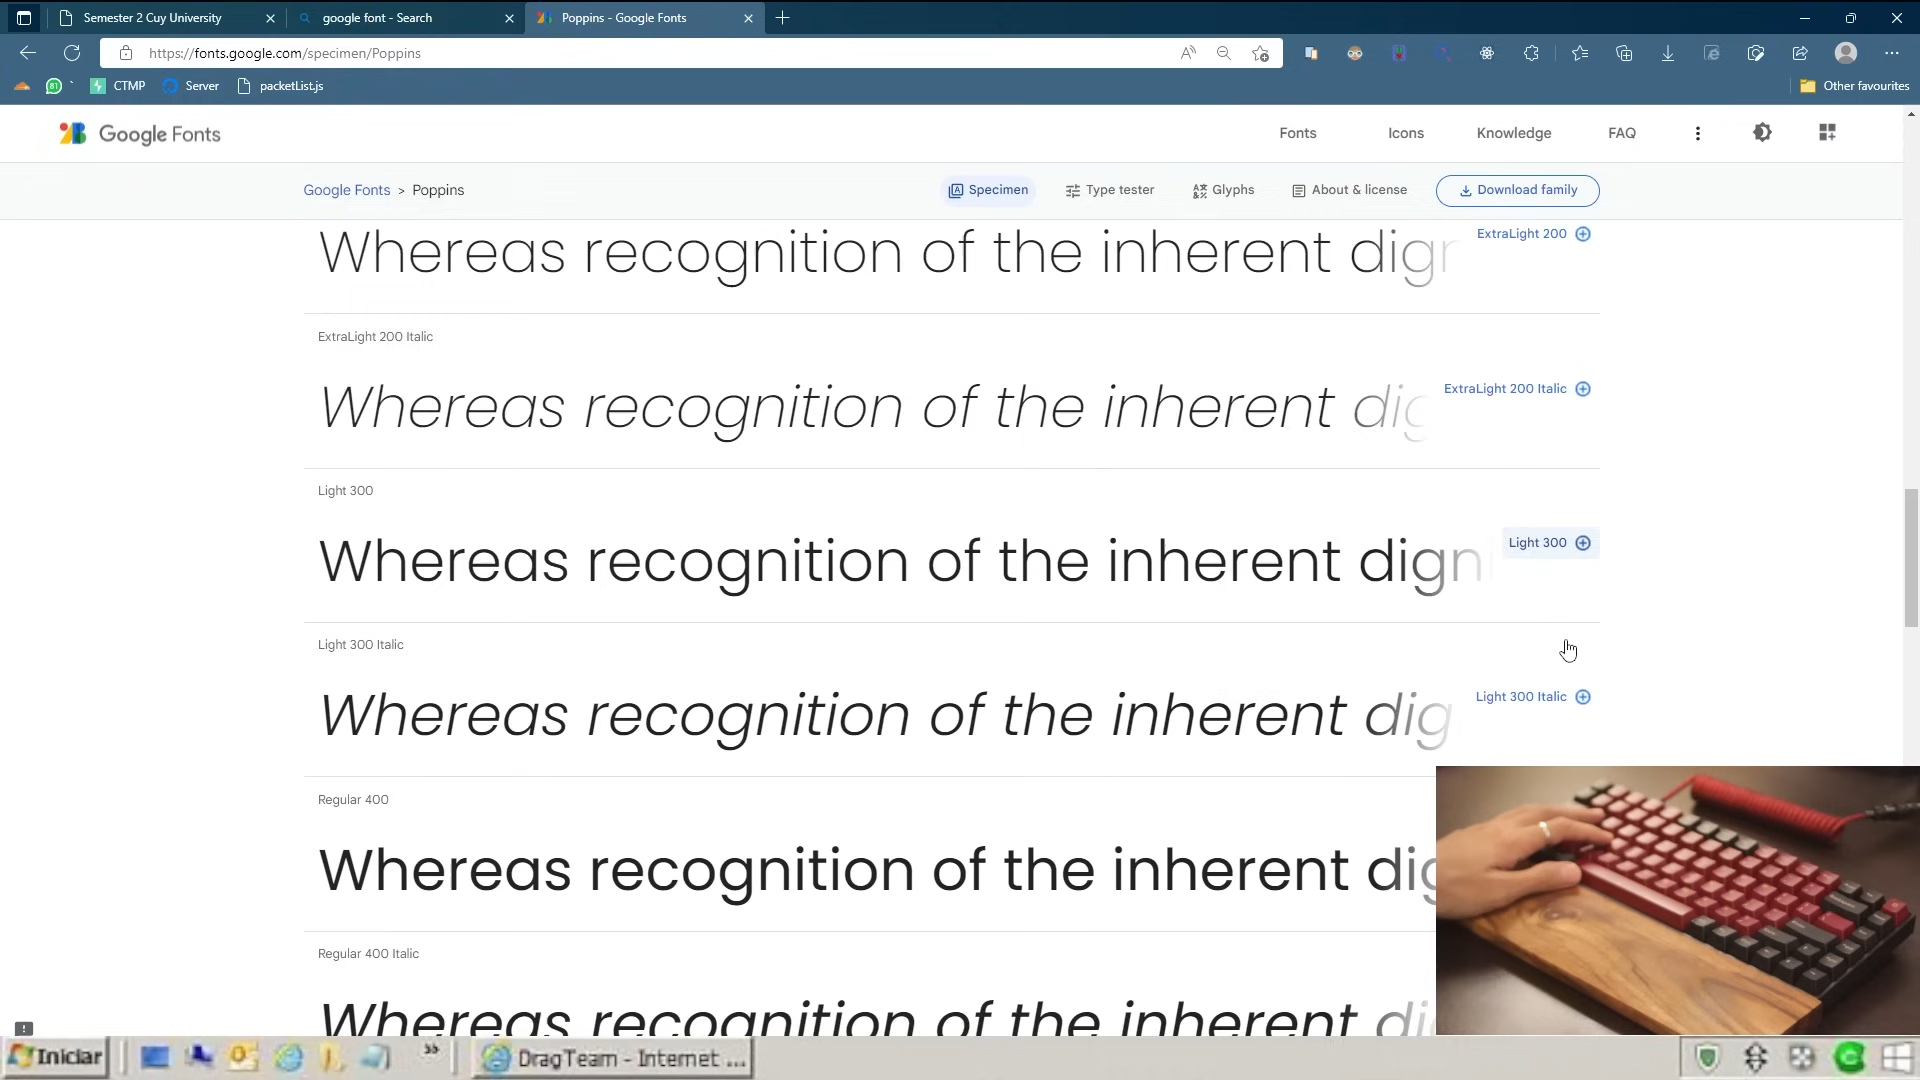 Semester 2 Cuy University
google font - Search
Poppins - Google Fonts
https://fonts.google.com/specimen/Poppins
CTMP
Server
packetList.js
Other favourites
Google Fonts
Fonts
Icons
Knowledge
FAQ
Google Fonts > Poppins
Specimen
Type tester
Glyphs
About & license
Download family
Whereas recognition of the inherent dign
ExtraLight 200
ExtraLight 200 Italic
Whereas recognition of the inherent dig
ExtraLight 200 Italic
Light 300
Whereas recognition of the inherent digni
Light 300
Light 300 Italic
Whereas recognition of the inherent dig
Light 300 Italic
Regular 400
Whereas recognition of the inherent dig
Regular 400 Italic
Whereas recognition of the inherent di
Iniciar
DragTeam - Internet ...